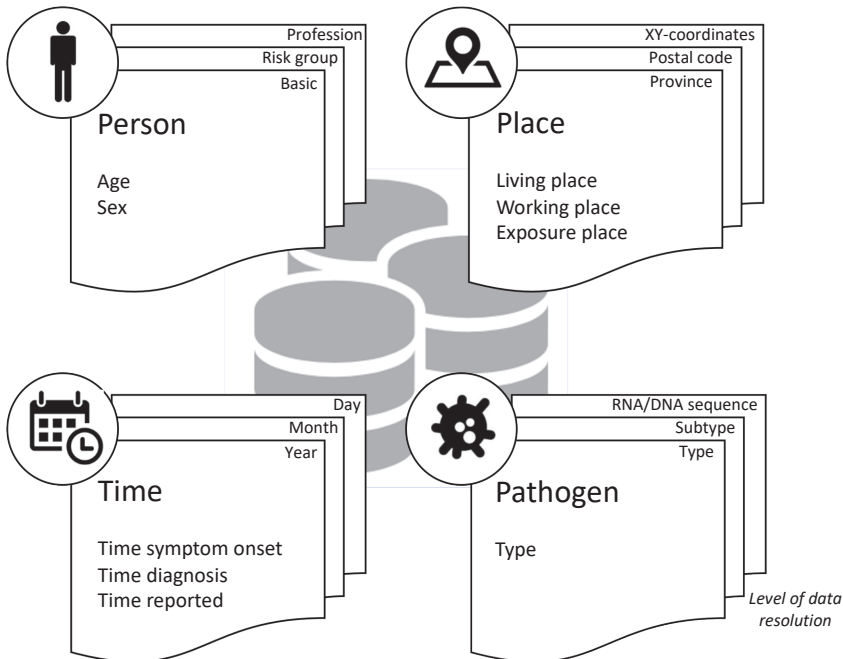 Profession
Risk group
Basic
Person
Age
Sex
XY-coordinates
Postal code
Province
Place
Living place
Working place
Exposure place
Day
Month
Year
Time
Time symptom onset
Time diagnosis
Time reported
RNA/DNA sequence
Subtype
Type
Pathogen
Type
Level of data
resolution